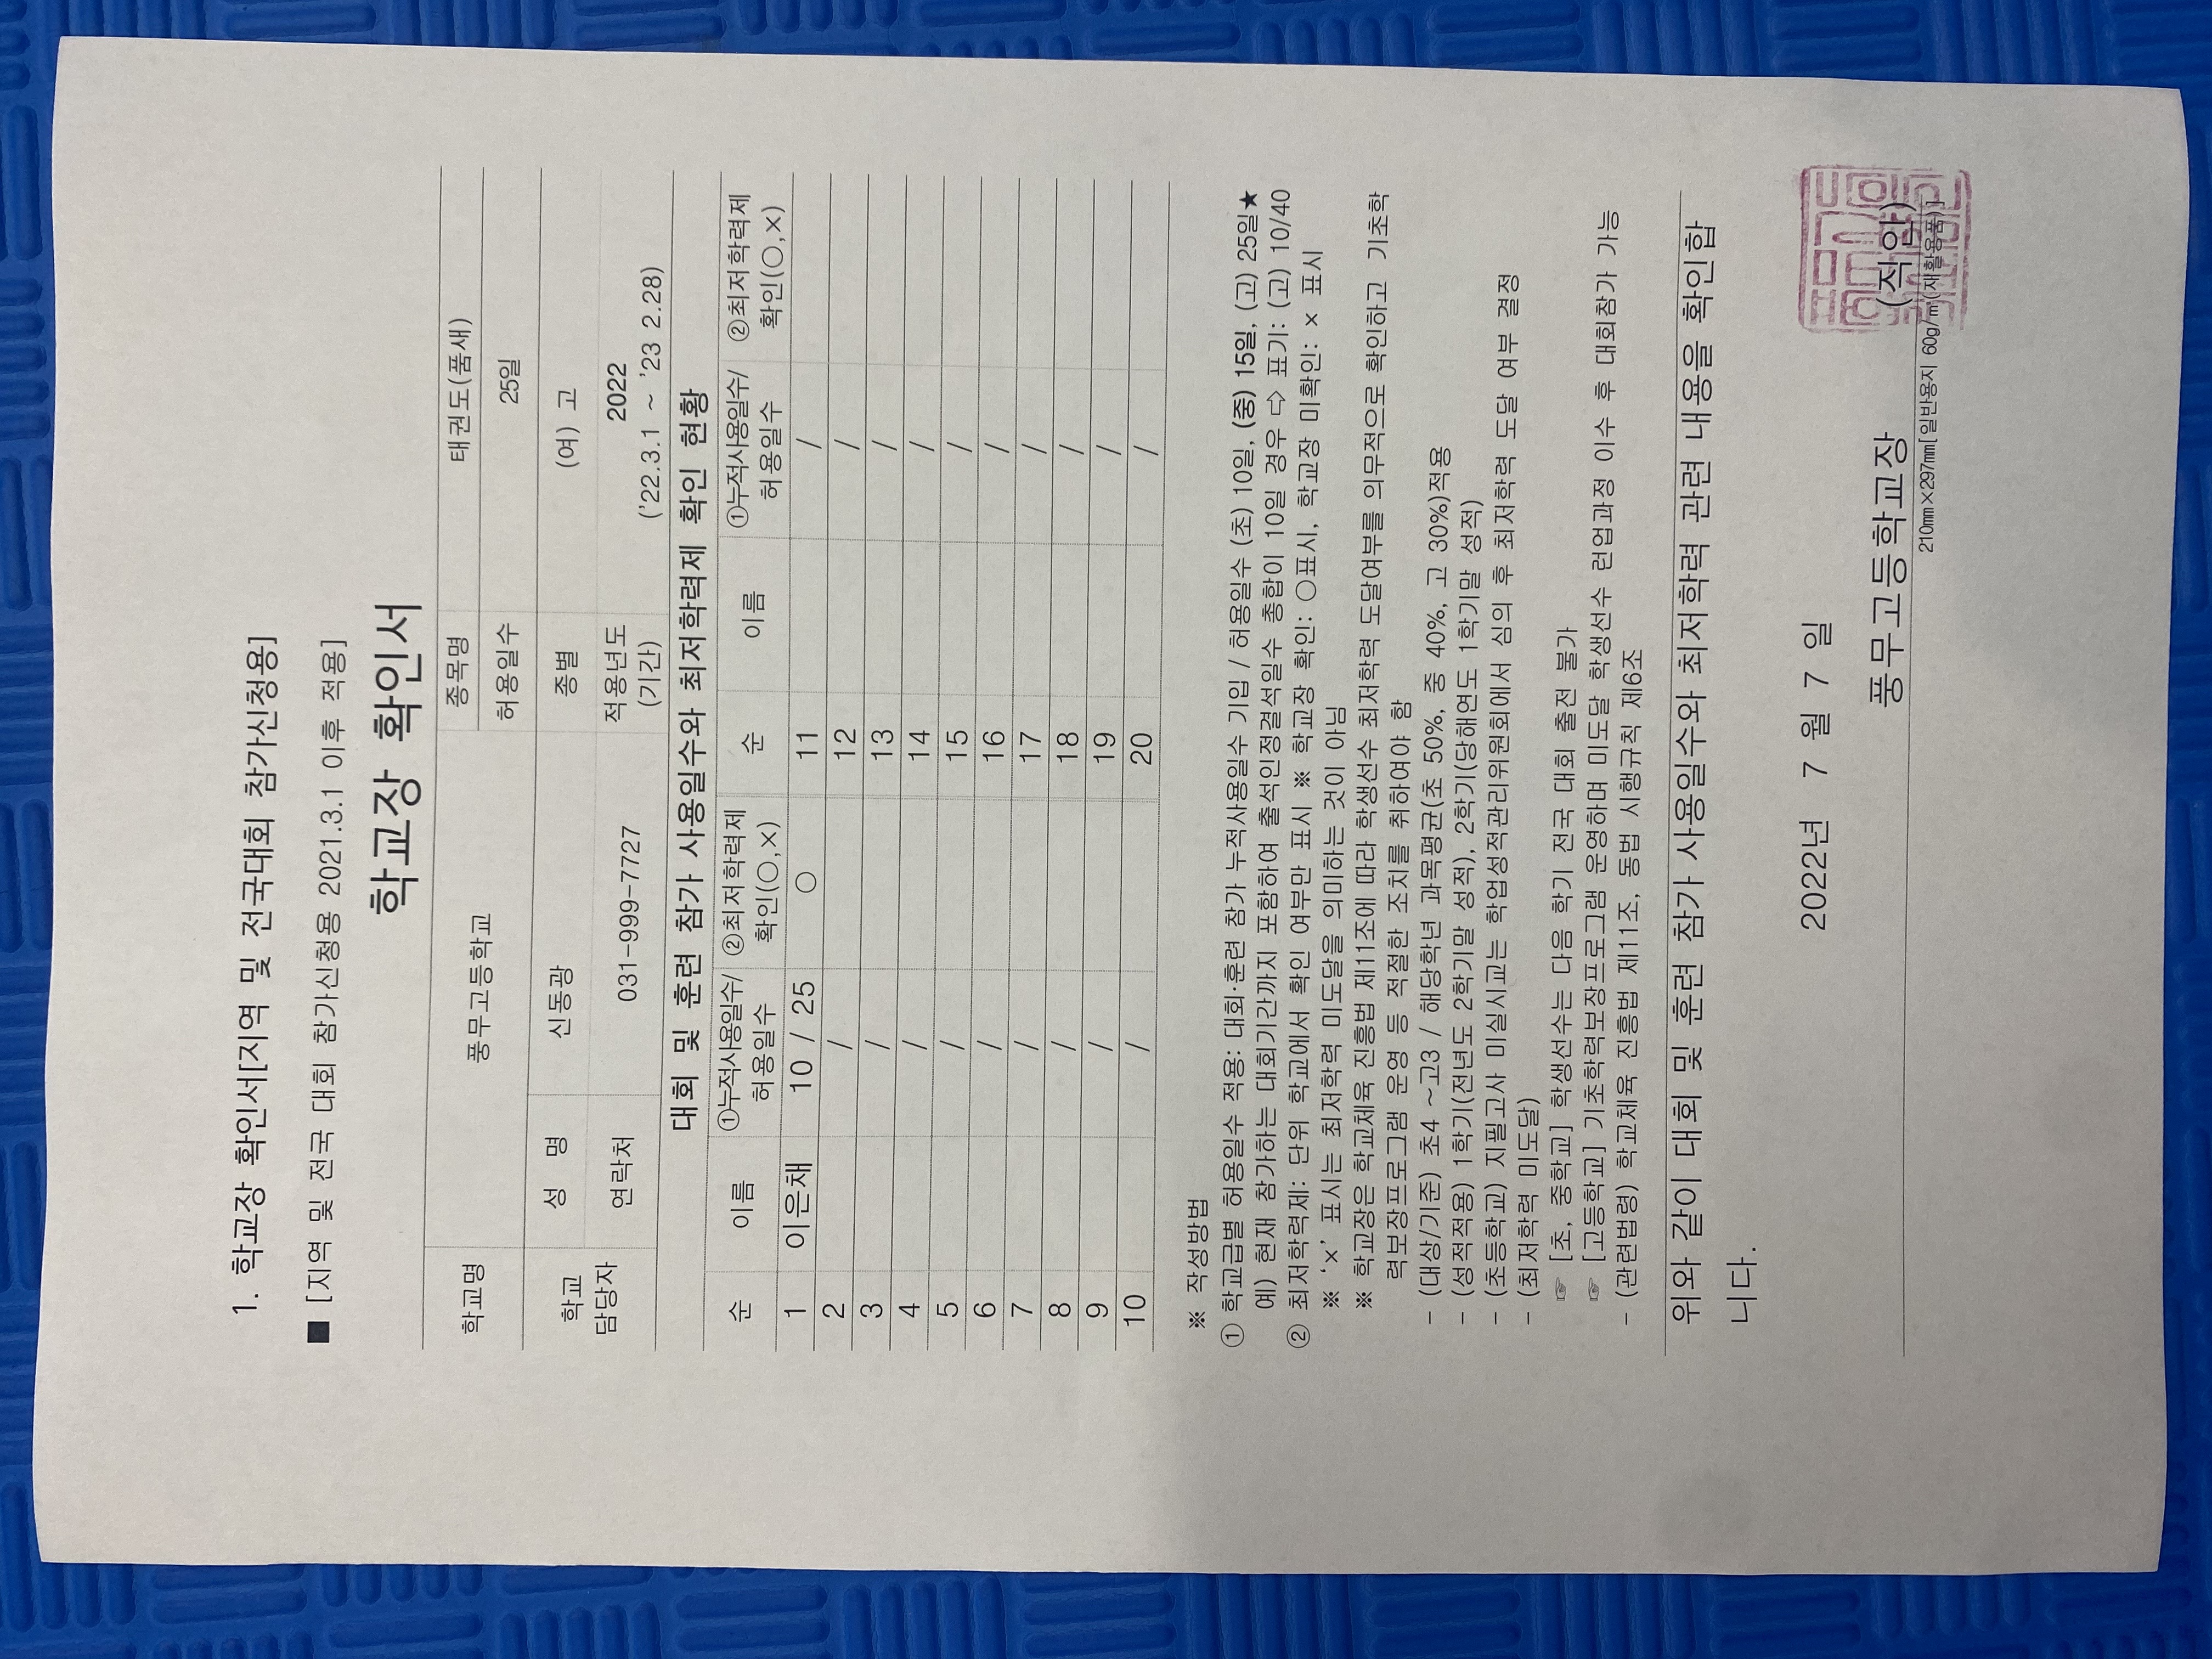 1. 학교장 확인서[지역 및 전국대회 참가신청용]
■ [지역 및 전국 대회 참가신청용 2021.3.1 이후 적용]
학교장 확인서
학교명 풍무고등학교 종목명 태권도(품새)
허용일수 25일
학교 담당자 성 명 신동광 종별 (여) 고
연락처 031-999-7727 적용년도 (기간) 2022
('22.3.1 ~ '23 2.28)
대회 및 훈련 참가 사용일수와 최저학력제 확인 현황
순 이름 ①누적사용일수/ 허용일수 ②최저학력제 확인(○,×) 순 이름 ①누적사용일수/ 허용일수 ②최저학력제 확인(○,×)
1 이은채 10 / 25 ○ 11 /
2 / 12 /
3 / 13 /
4 / 14 /
5 / 15 /
6 / 16 /
7 / 17 /
8 / 18 /
9 / 19 /
10 / 20 /
※ 작성방법
① 학교급별 허용일수 적용: 대회·훈련 참가 누적사용일수 기입 / 허용일수 (초) 10일, (중) 15일, (고) 25일★
예) 현재 참가하는 대회기간까지 포함하여 출석인정결석일수 총합이 10일 경우 ⇨ 표기: (고) 10/40
② 최저학력제: 단위 학교에서 확인 여부만 표시 ※ 학교장 확인: ○표시, 학교장 미확인: × 표시
※ '×' 표시는 최저학력 미도달을 의미하는 것이 아님
※ 학교장은 학교체육 진흥법 제11조에 따라 학생선수 최저학력 도달여부를 의무적으로 확인하고 기초학
력보장프로그램 운영 등 적절한 조치를 취하여야 함
- (대상/기준) 초4 ~고3 / 해당학년 과목평균(초 50%, 중 40%, 고 30%)적용
- (성적적용) 1학기(전년도 2학기말 성적), 2학기(당해연도 1학기말 성적)
- (초등학교) 지필고사 미실시교는 학업성적관리위원회에서 심의 후 최저학력 도달 여부 결정
- (최저학력 미도달)
☞ [초, 중학교] 학생선수는 다음 학기 전국 대회 출전 불가
☞ [고등학교] 기초학력보장프로그램 운영하며 미도달 학생선수 런업과정 이수 후 대회참가 가능
- (관련법령) 학교체육 진흥법 제11조, 동법 시행규칙 제6조
위와 같이 대회 및 훈련 참가 사용일수와 최저학력 관련 내용을 확인합
니다.
2022년 7 월 7 일
풍무고등학교장 (직인)
210mm×297mm[일반용지 60g/㎡(재활용품)]